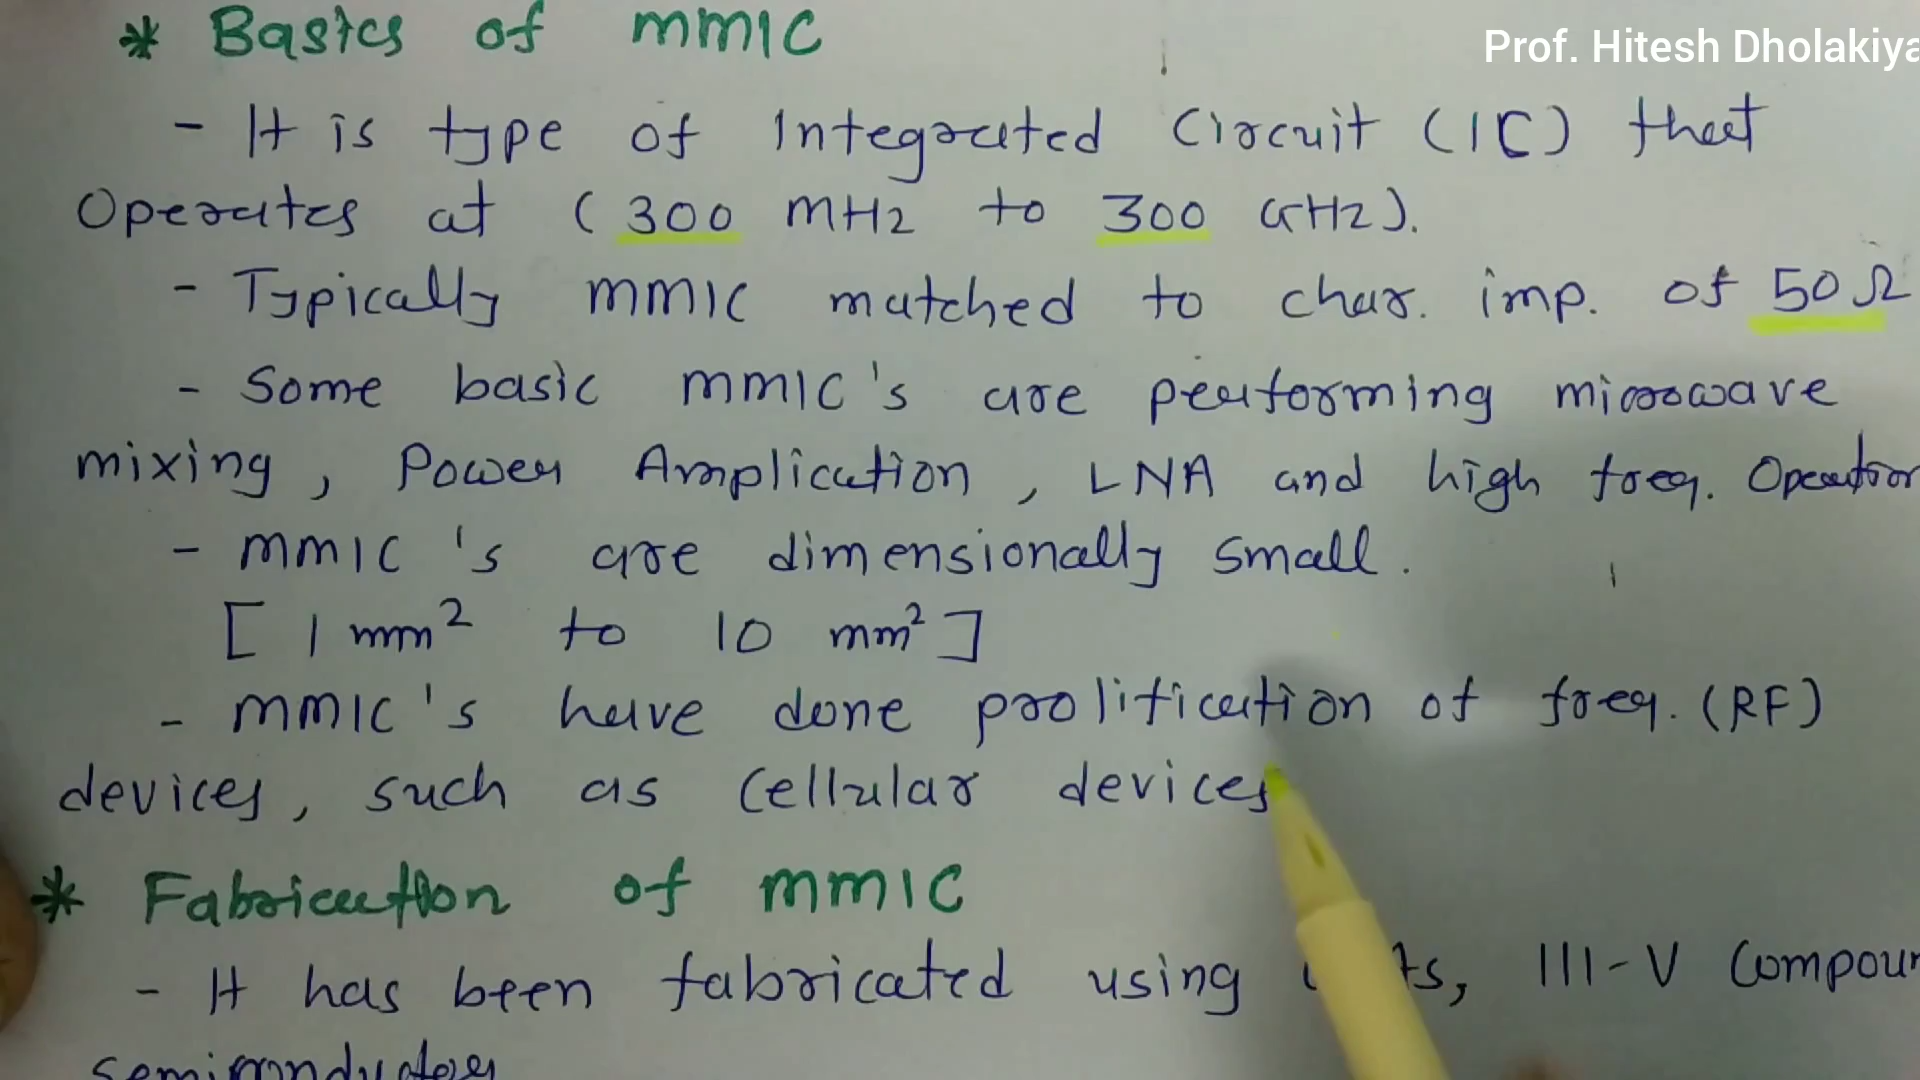 * Basics of MMIC
Prof. Hitesh Dholakiya
- It is type of Integrated Circuit (IC) that
Operates at (300 MHz to 300 GHz).
- Typically MMIC matched to char. imp. of 50Ω
- Some basic MMIC's are performing microwave
mixing, Power Amplication, LNA and high freq. Operation
- MMIC's are dimensionally small.
[1 mm² to 10 mm²]
- MMIC's have done prolification of freq. (RF)
devices, such as cellular devices
* Fabrication of MMIC
- It has been fabricated using III-V Compoun
semiconductor